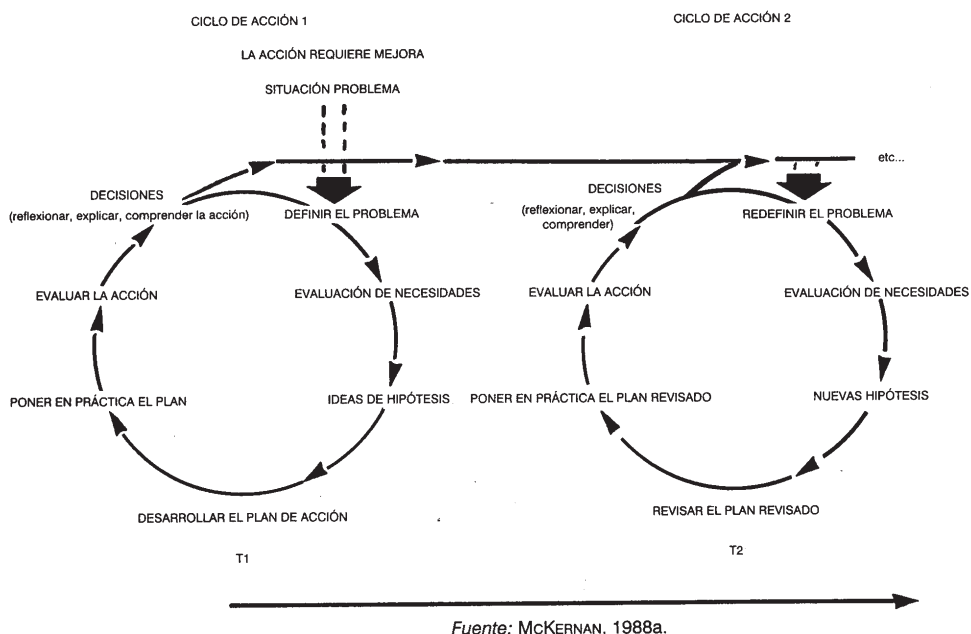 CICLO DE ACCIÓN 1
CICLO DE ACCIÓN 2
LA ACCIÓN REQUIERE MEJORA
SITUACIÓN PROBLEMA
etc...
DECISIONES
(reflexionar, explicar, comprender la acción)
DEFINIR EL PROBLEMA
EVALUACIÓN DE NECESIDADES
IDEAS DE HIPÓTESIS
DESARROLLAR EL PLAN DE ACCIÓN
PONER EN PRÁCTICA EL PLAN
EVALUAR LA ACCIÓN
T1
DECISIONES
(reflexionar, explicar,
comprender)
REDEFINIR EL PROBLEMA
EVALUACIÓN DE NECESIDADES
NUEVAS HIPÓTESIS
REVISAR EL PLAN REVISADO
PONER EN PRÁCTICA EL PLAN REVISADO
EVALUAR LA ACCIÓN
T2
Fuente: MCKERNAN, 1988a.